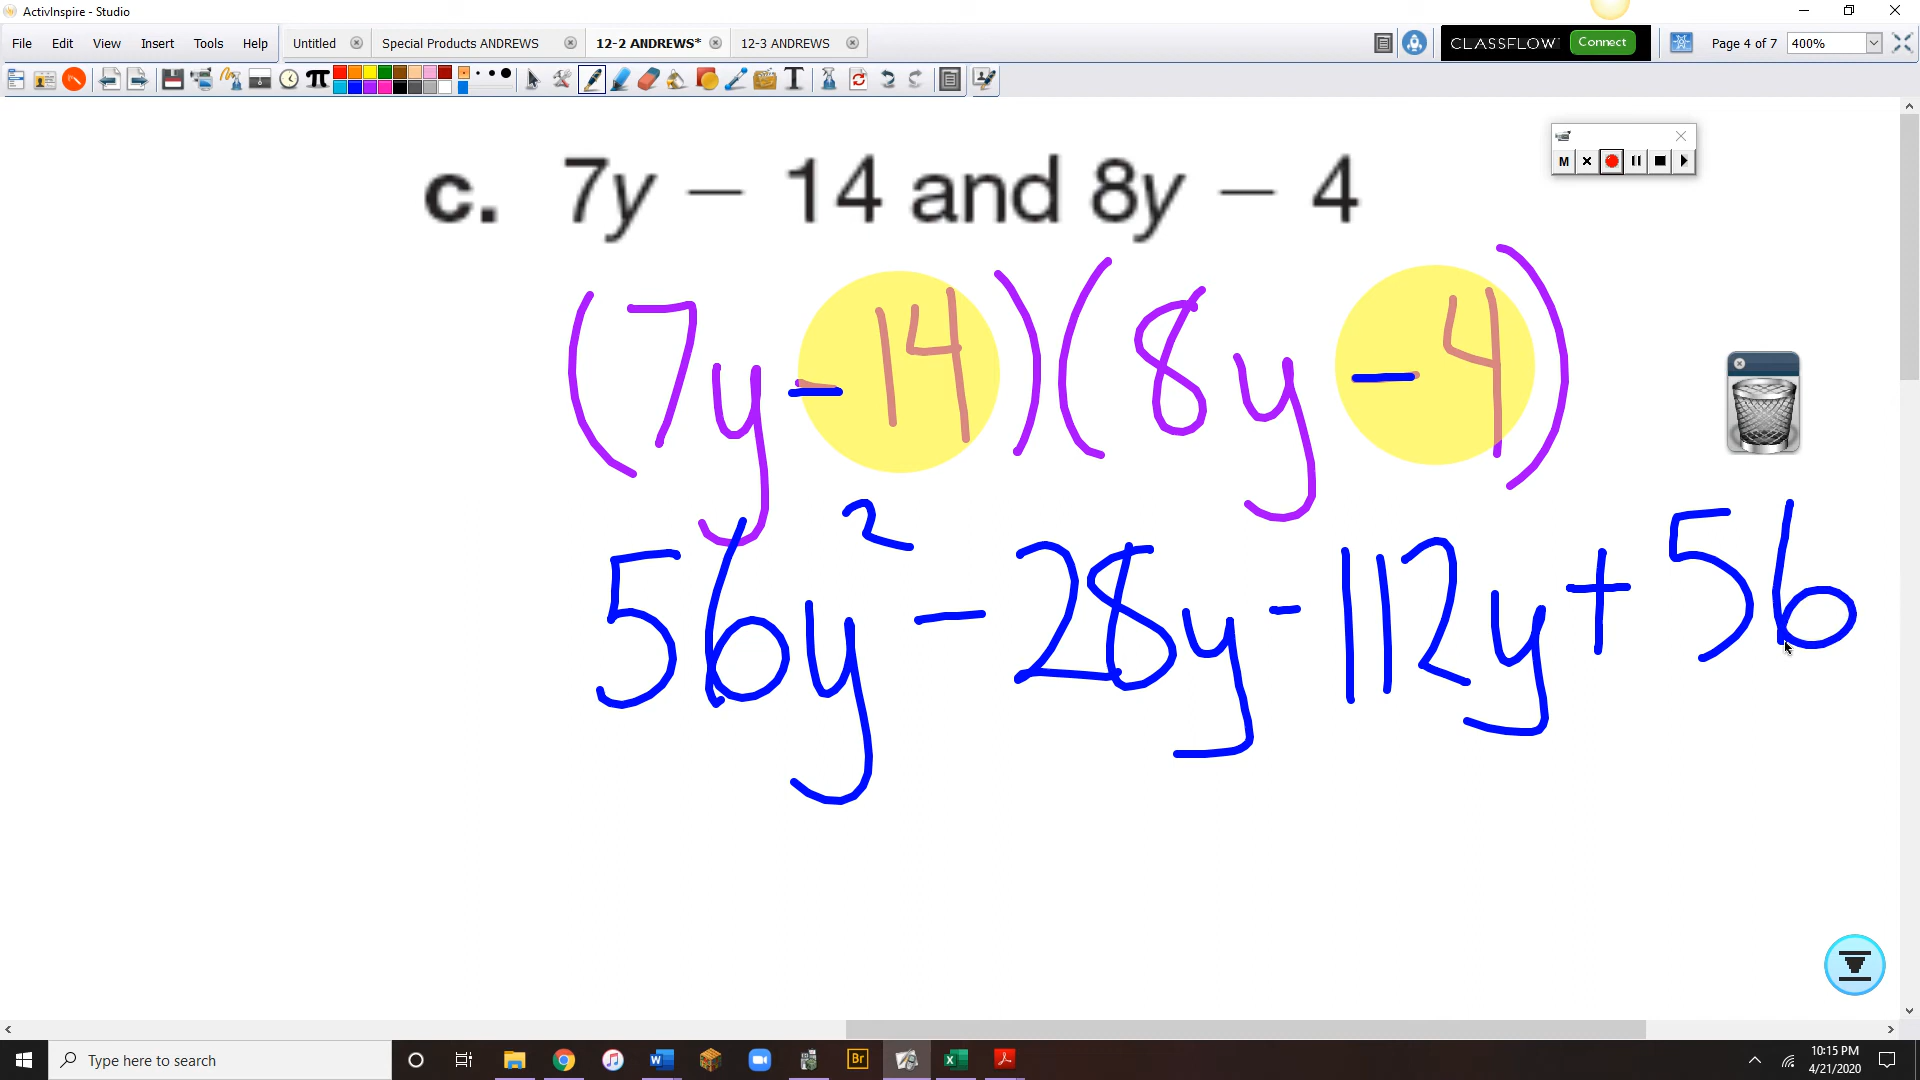 ActivInspire - Studio
File Edit View Insert Tools Help
Untitled Special Products ANDREWS 12-2 ANDREWS* 12-3 ANDREWS
CLASSFLOW Connect
Page 4 of 7 400%
M
c. 7y − 14 and 8y − 4
(7y - 14)(8y - 4)
56y² - 28y - 112y + 56
Type here to search
Br
10:15 PM
4/21/2020